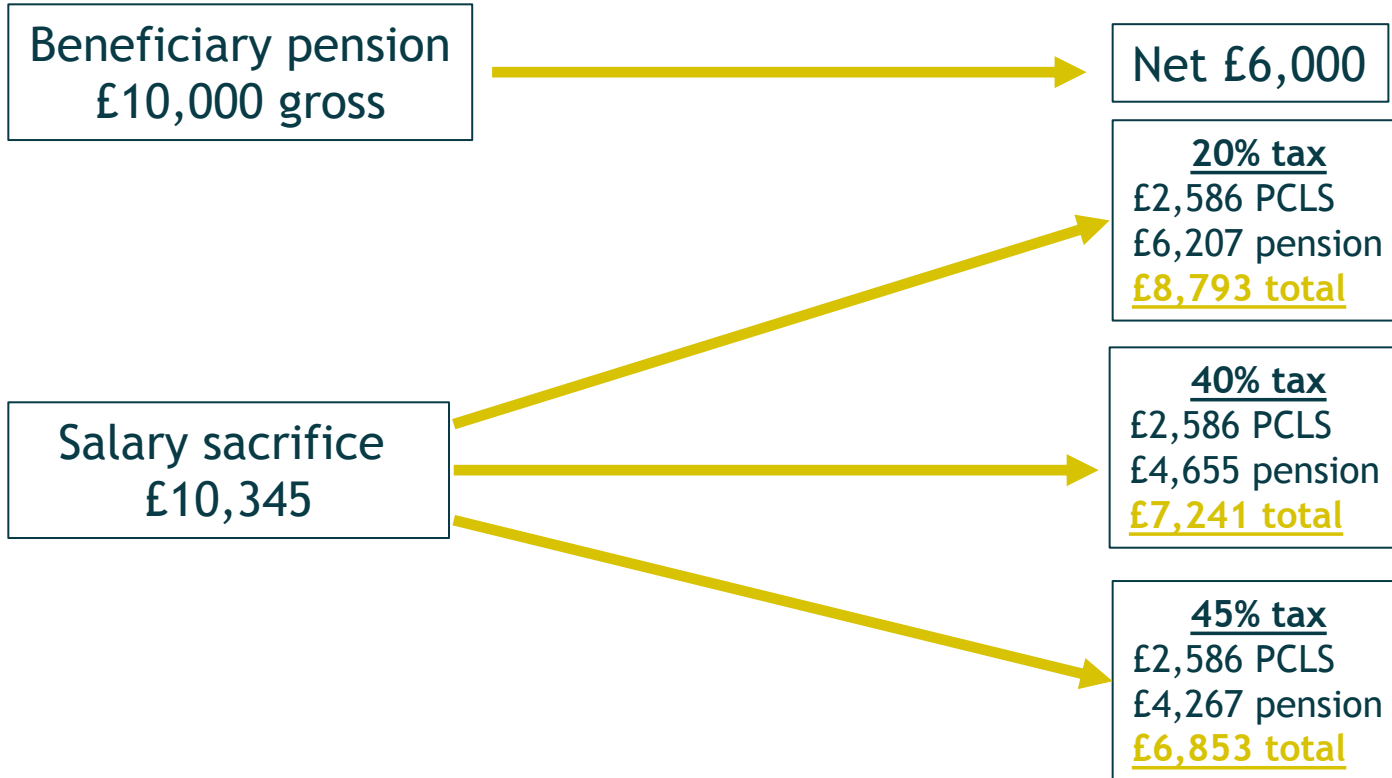 Beneficiary pension
£10,000 gross
Net £6,000
20% tax
£2,586 PCLS
£6,207 pension
£8,793 total
Salary sacrifice
£10,345
40% tax
£2,586 PCLS
£4,655 pension
£7,241 total
45% tax
£2,586 PCLS
£4,267 pension
£6,853 total